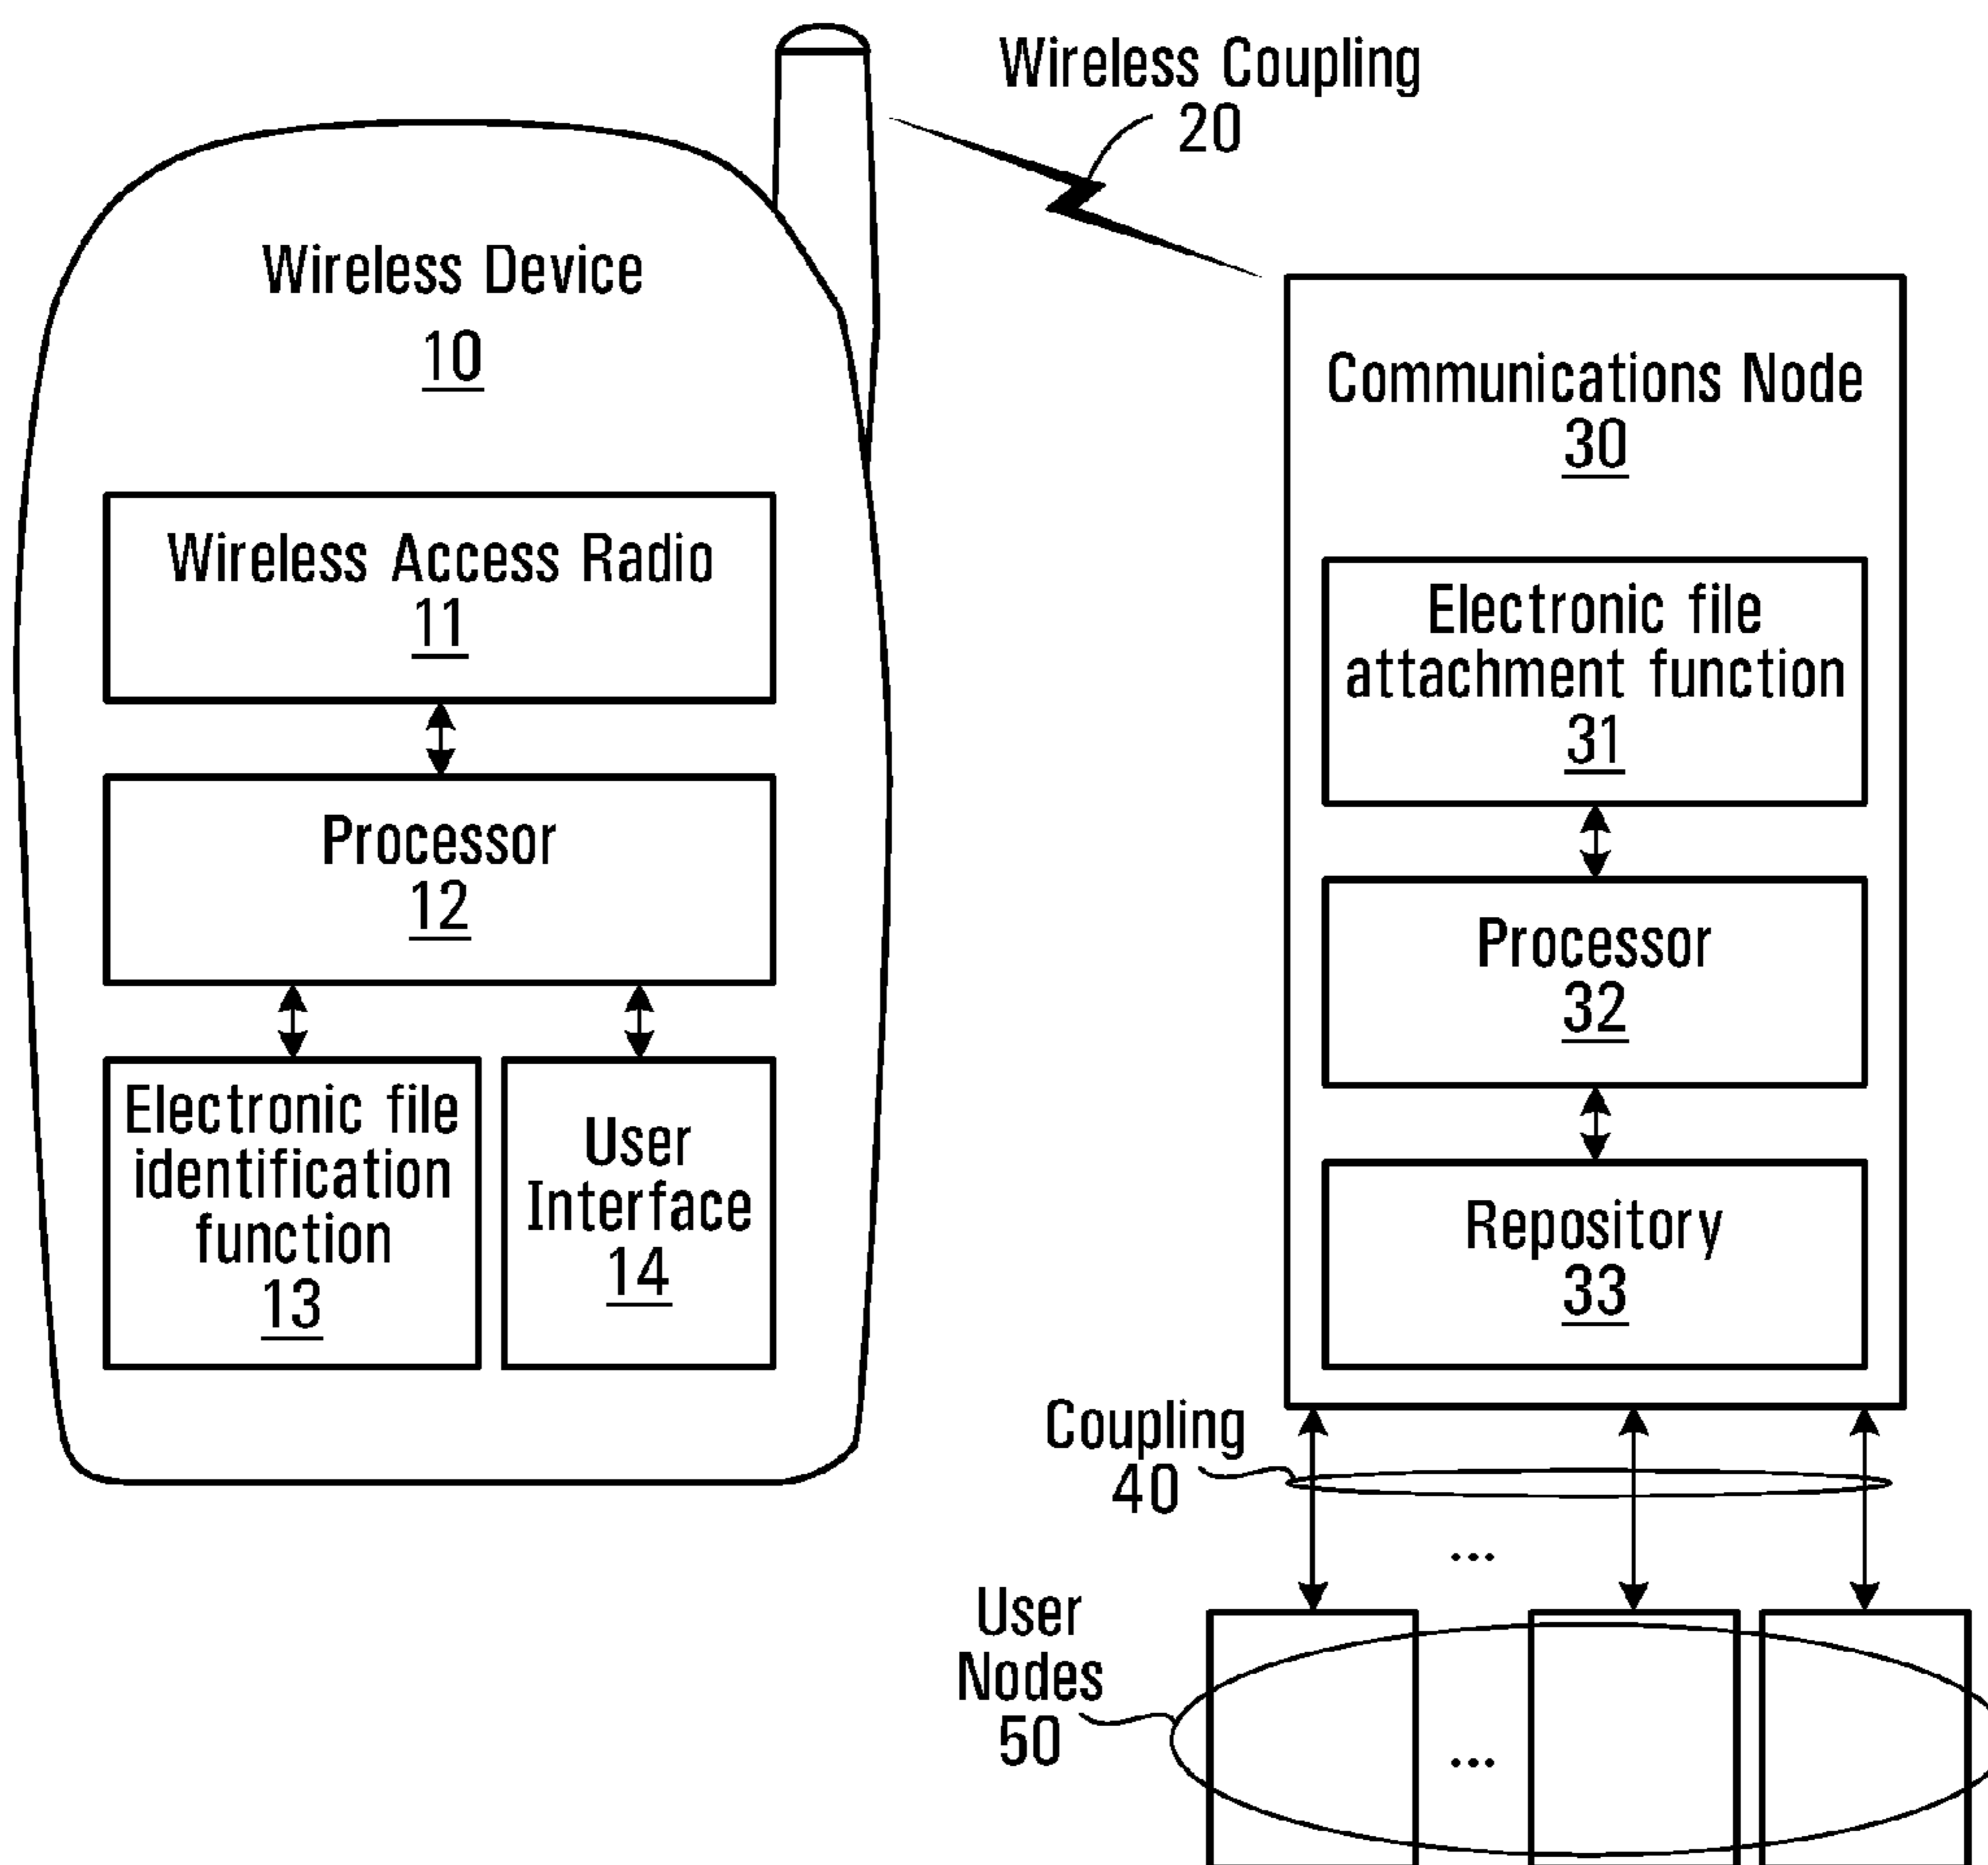 Wireless Coupling
20
Wireless Device
10
Wireless Access Radio
11
Processor
12
Electronic file
identification
function
13
User
Interface
14
Communications Node
30
Electronic file
attachment function
31
Processor
32
Repository
33
Coupling
40
...
User
Nodes
50
...